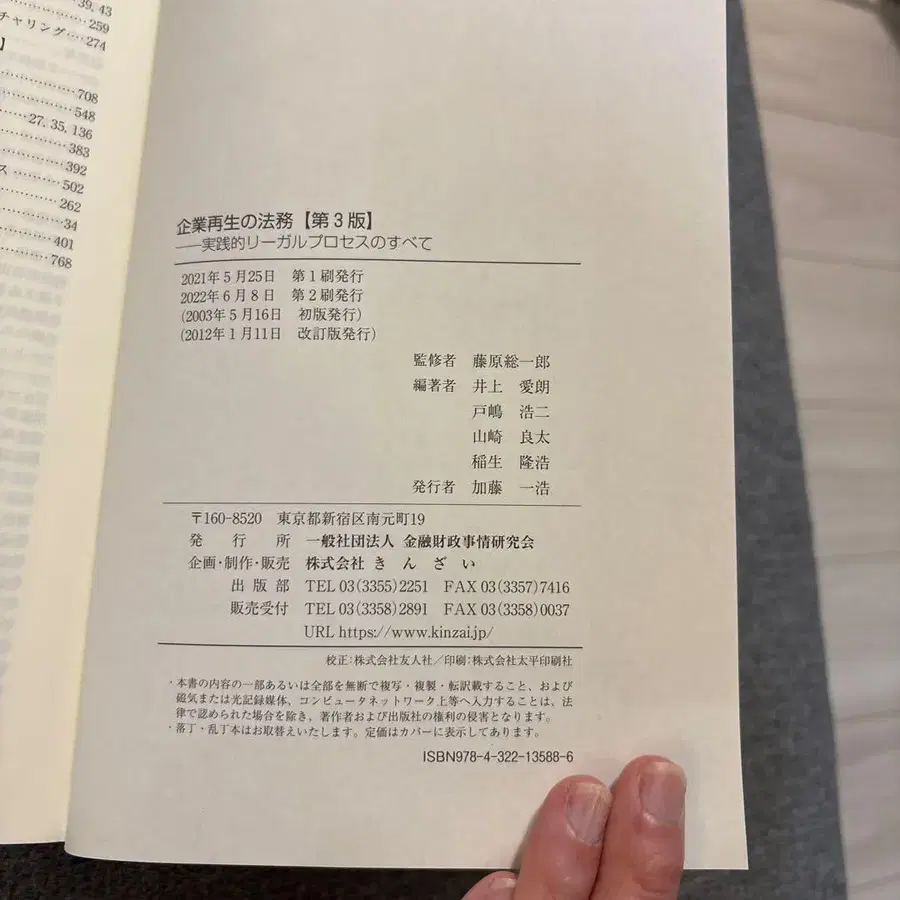 39, 43
チャリング‥‥274
259
】
708
548
27, 35, 136
383
392
ス ‥‥‥‥ 502
262
34
401
768
企業再生の法務【第3版】
――実践的リーガルプロセスのすべて
2021年5月25日 第1刷発行
2022年6月8日 第2刷発行
(2003年5月16日 初版発行)
(2012年1月11日 改訂版発行)
監修者 藤原総一郎
編著者 井上 愛朗
戸嶋 浩二
山崎 良太
稲生 隆浩
発行者 加藤 一浩
〒160-8520 東京都新宿区南元町19
発行所 一般社団法人 金融財政事情研究会
企画・制作・販売 株式会社きんざい
出版部 TEL 03(3355)2251 FAX 03(3357)7416
販売受付 TEL 03(3358)2891 FAX 03(3358)0037
URL https://www.kinzai.jp/
校正:株式会社友人社/印刷:株式会社太平印刷社
・本書の内容の一部あるいは全部を無断で複写・複製・転訳載すること、および
磁気または光記録媒体、コンピュータネットワーク上等へ入力することは、法
律で認められた場合を除き、著作者および出版社の権利の侵害となります。
・落丁・乱丁本はお取替えいたします。定価はカバーに表示してあります。
ISBN978-4-322-13588-6